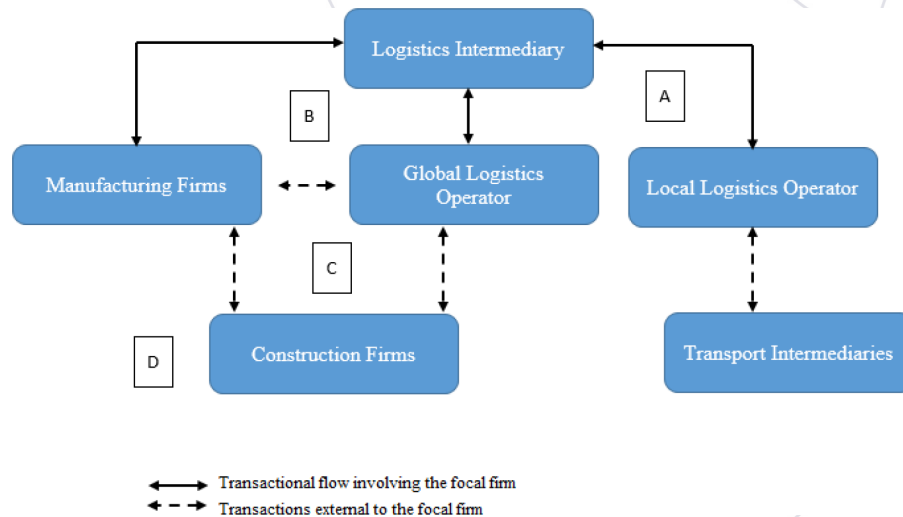 Logistics Intermediary
A
B
Manufacturing Firms
Global Logistics
Operator
Local Logistics Operator
C
D
Construction Firms
Transport Intermediaries
Transactional flow involving the focal firm
Transactions external to the focal firm